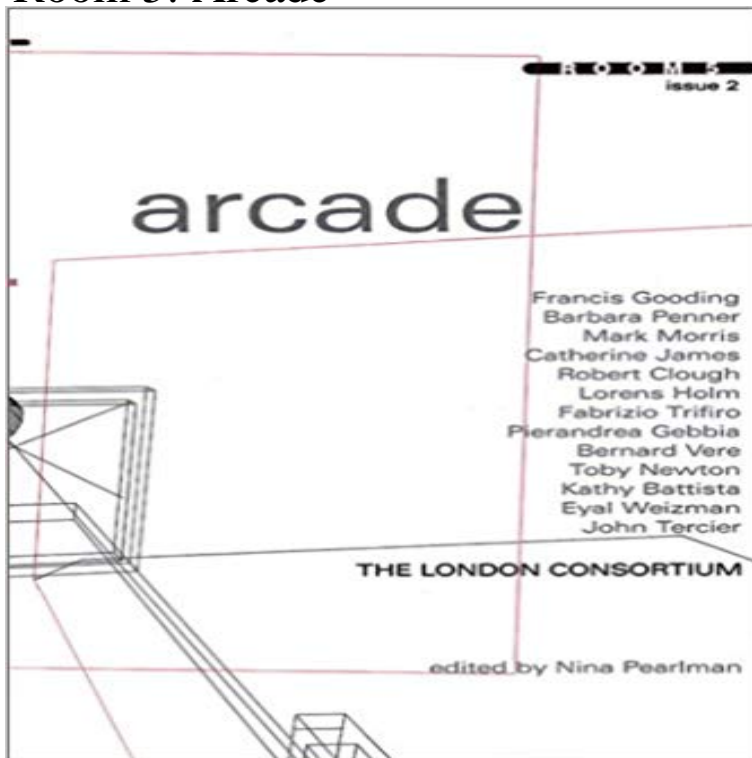 Room 5: Arcade
ROOM 5
issue 2
arcade
Francis Gooding
Barbara Penner
Mark Morris
Catherine James
Robert Clough
Lorens Holm
Fabrizio Trifiro
Pierandrea Gebbia
Bernard Vere
Toby Newton
Kathy Battista
Eyal Weizman
John Tercier
THE LONDON CONSORTIUM
edited by Nina Pearlman